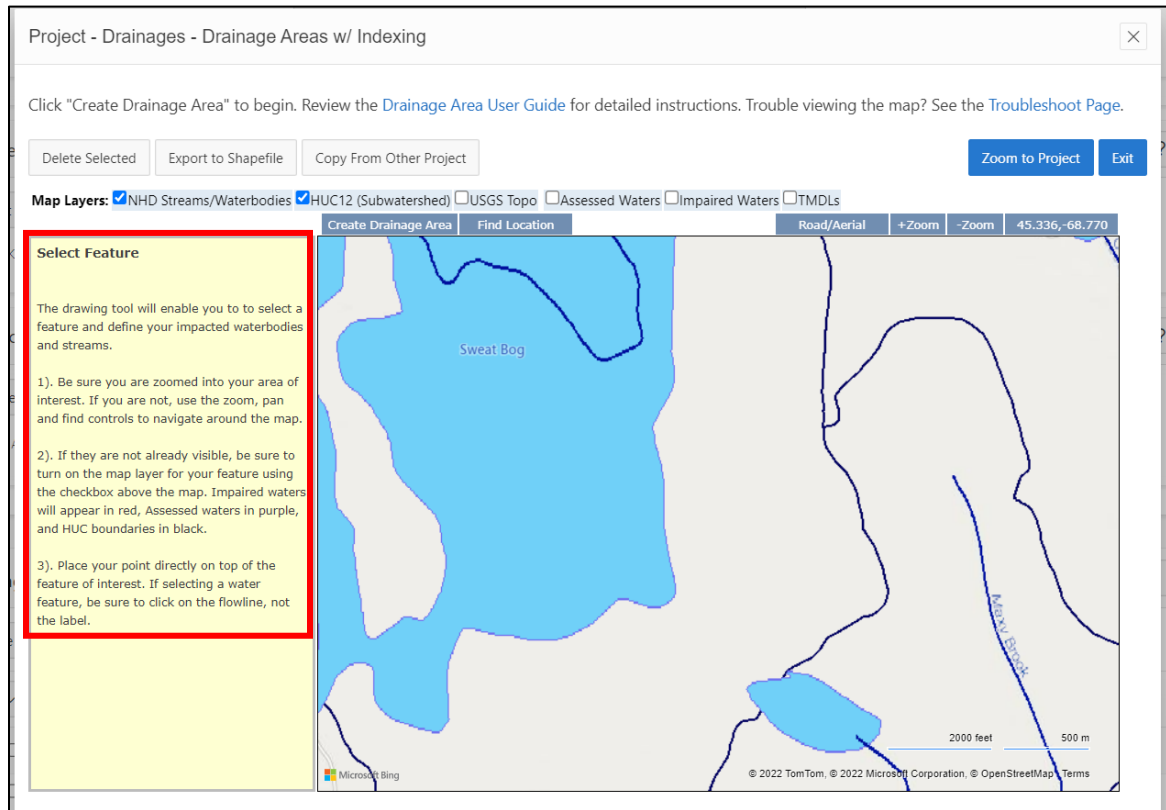 Project - Drainages - Drainage Areas w/ Indexing
Click "Create Drainage Area" to begin. Review the Drainage Area User Guide for detailed instructions. Trouble viewing the map? See the Troubleshoot Page.
Delete Selected Export to Shapefile Copy From Other Project Zoom to Project Exit
Map Layers: NHD Streams/Waterbodies HUC12 (Subwatershed) USGS Topo Assessed Waters Impaired Waters TMDLs
Create Drainage Area Find Location Road/Aerial +Zoom -Zoom 45.336,-68.770
Select Feature
The drawing tool will enable you to to select a
feature and define your impacted waterbodies
and streams.
1). Be sure you are zoomed into your area of
interest. If you are not, use the zoom, pan
and find controls to navigate around the map.
2). If they are not already visible, be sure to
turn on the map layer for your feature using
the checkbox above the map. Impaired waters
will appear in red, Assessed waters in purple,
and HUC boundaries in black.
3). Place your point directly on top of the
feature of interest. If selecting a water
feature, be sure to click on the flowline, not
the label.
Sweat Bog
Maxy Brook
2000 feet 500 m
Microsoft Bing
© 2022 TomTom, © 2022 Microsoft Corporation, © OpenStreetMap Terms